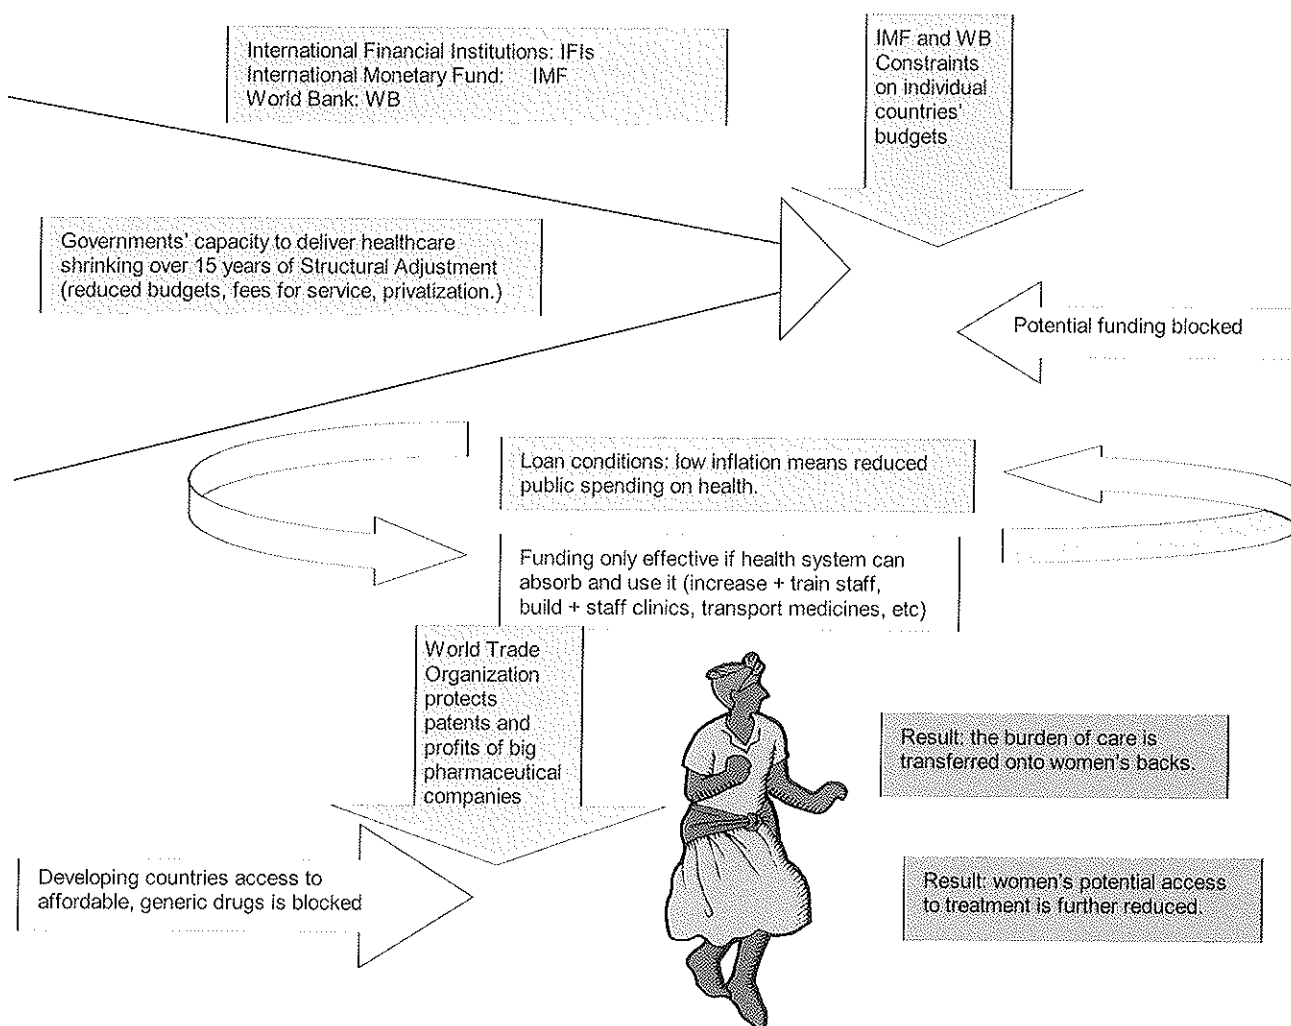 International Financial Institutions: IFIs
International Monetary Fund: IMF
World Bank: WB
IMF and WB
Constraints
on individual
countries'
budgets
Governments' capacity to deliver healthcare
shrinking over 15 years of Structural Adjustment
(reduced budgets, fees for service, privatization.)
Potential funding blocked
Loan conditions: low inflation means reduced
public spending on health.
Funding only effective if health system can
absorb and use it (increase + train staff,
build + staff clinics, transport medicines, etc)
World Trade
Organization
protects
patents and
profits of big
pharmaceutical
companies
Result: the burden of care is
transferred onto women's backs.
Developing countries access to
affordable, generic drugs is blocked
Result: women's potential access
to treatment is further reduced.